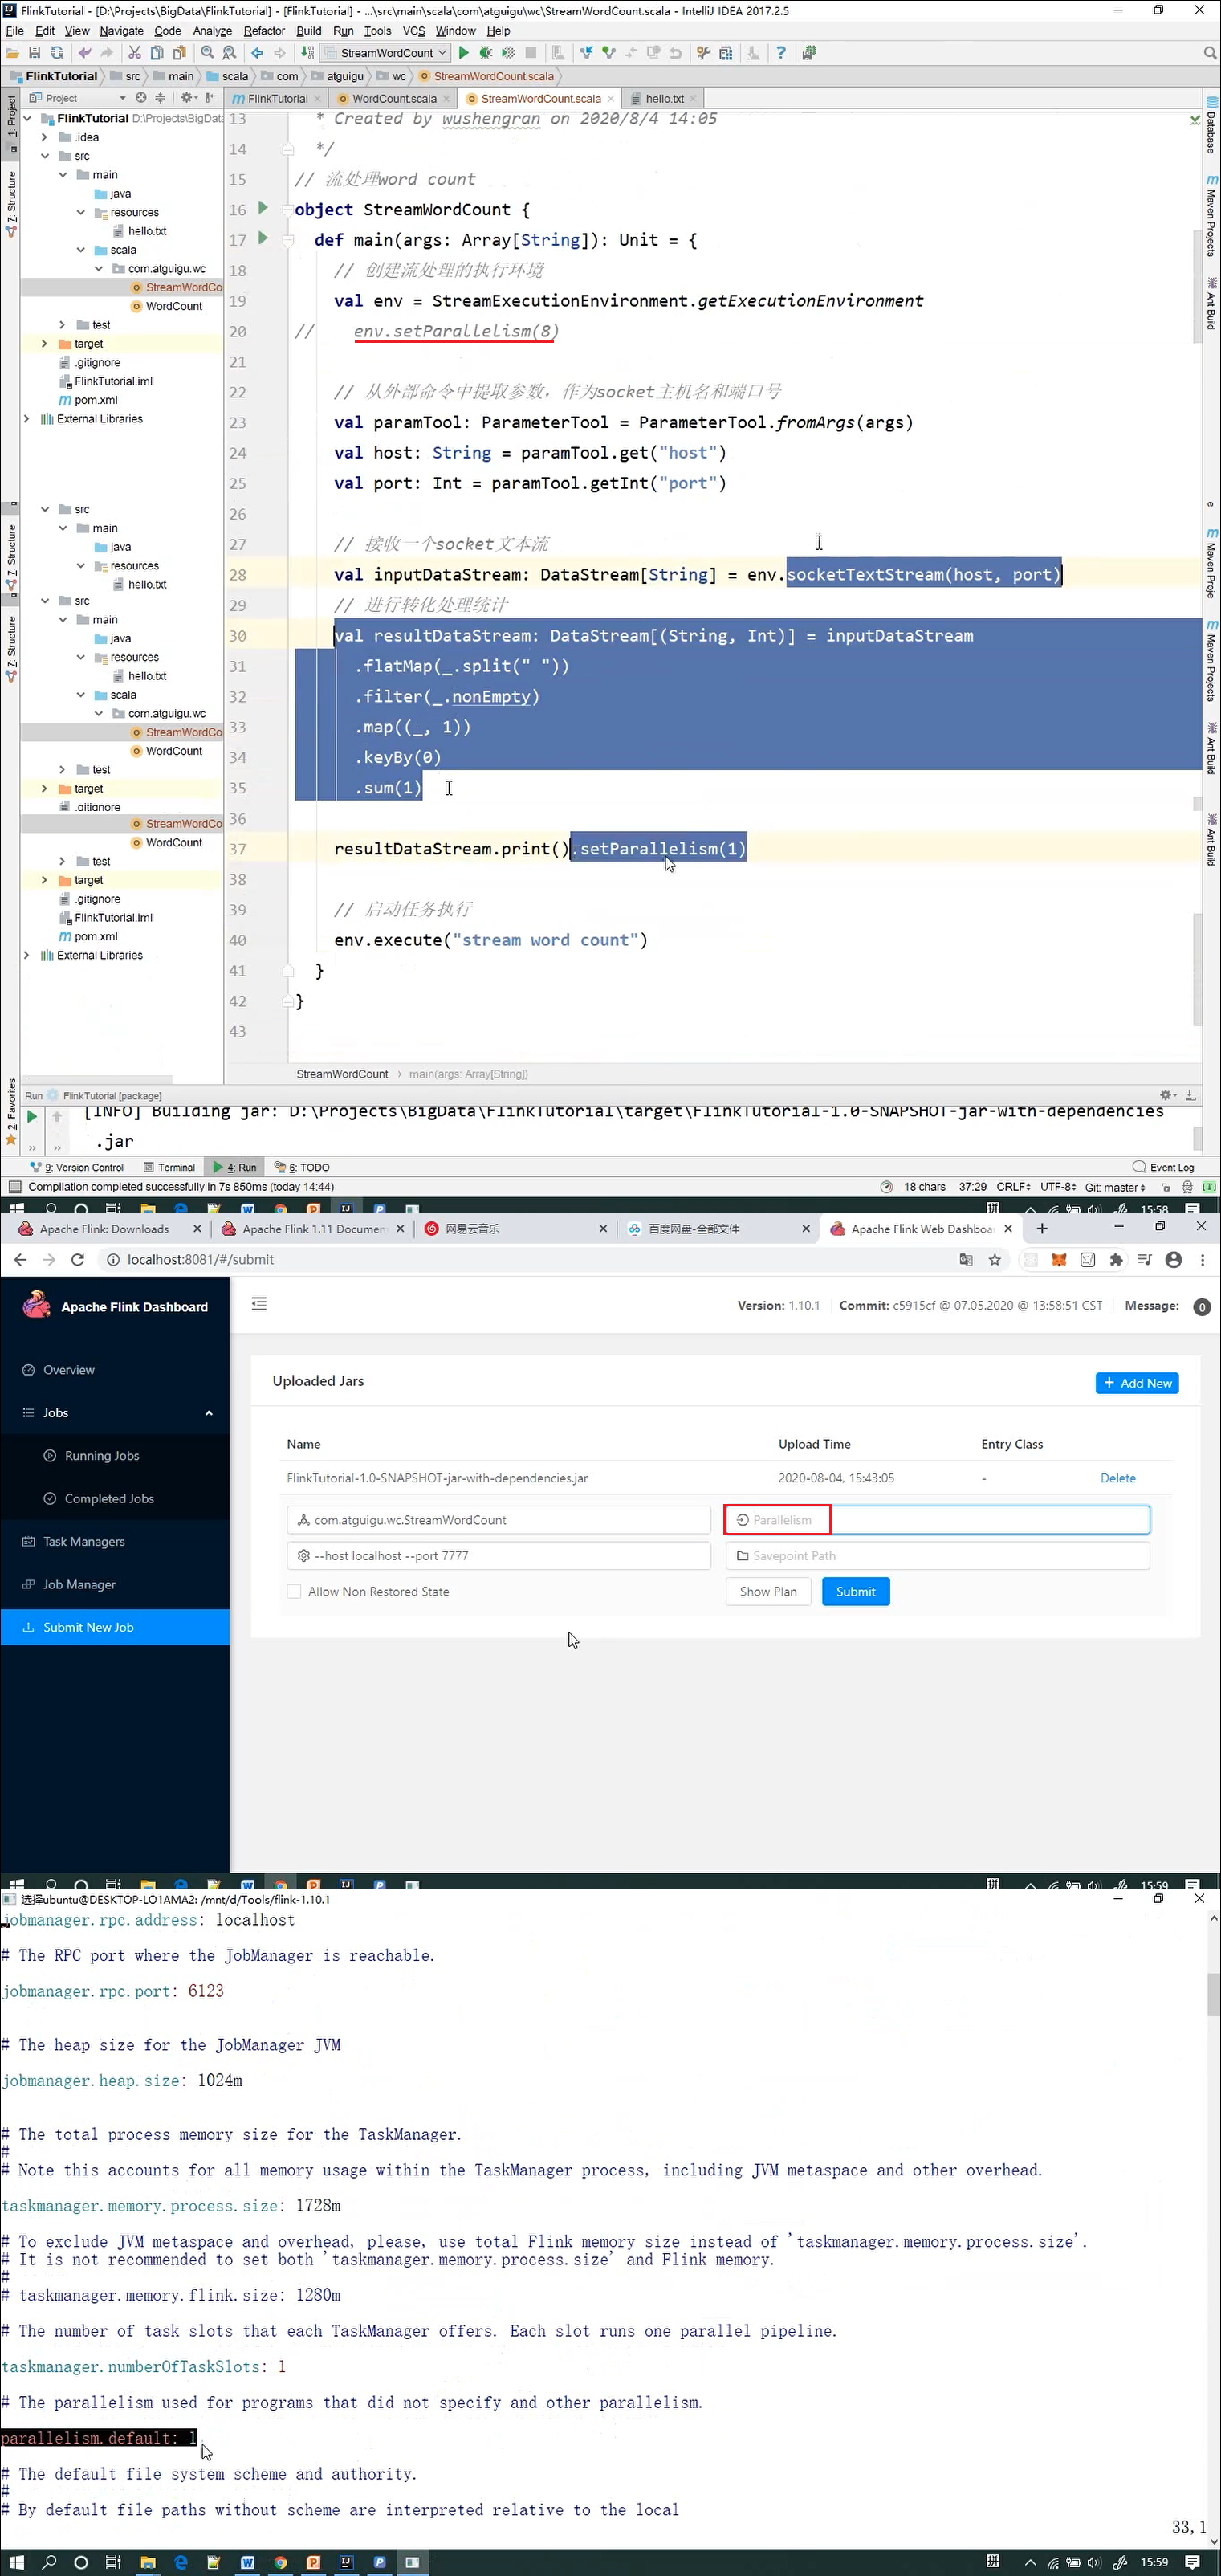 FlinkTutorial - [D:\Projects\BigData\FlinkTutorial] - [FlinkTutorial] - ...\src\main\scala\com\atguigu\wc\StreamWordCount.scala - IntelliJ IDEA 2017.2.5
File Edit View Navigate Code Analyze Refactor Build Run Tools VCS Window Help
StreamWordCount
FlinkTutorial src main scala com atguigu wc StreamWordCount.scala
Project
FlinkTutorial WordCount.scala StreamWordCount.scala hello.txt
1: Project
7: Structure
Database
Maven Projects
Ant Build
FlinkTutorial D:\Projects\BigData
.idea
src
main
java
resources
hello.txt
scala
com.atguigu.wc
StreamWordCo
WordCount
test
target
.gitignore
FlinkTutorial.iml
pom.xml
External Libraries
src
main
java
resources
hello.txt
7: Structure
Maven Proje
Ant Build
src
main
java
resources
hello.txt
scala
com.atguigu.wc
StreamWordCo
WordCount
test
target
.gitignore
7: Structure
Maven Projects
Ant Build
StreamWordCo
WordCount
test
target
.gitignore
FlinkTutorial.iml
pom.xml
External Libraries
Ant Build
13 * Created by wushengran on 2020/8/4 14:05
14 */
15 // 流处理word count
16 object StreamWordCount {
17 def main(args: Array[String]): Unit = {
18 // 创建流处理的执行环境
19 val env = StreamExecutionEnvironment.getExecutionEnvironment
20 // env.setParallelism(8)
21
22 // 从外部命令中提取参数，作为socket主机名和端口号
23 val paramTool: ParameterTool = ParameterTool.fromArgs(args)
24 val host: String = paramTool.get("host")
25 val port: Int = paramTool.getInt("port")
26
27 // 接收一个socket文本流
28 val inputDataStream: DataStream[String] = env.socketTextStream(host, port)
29 // 进行转化处理统计
30 val resultDataStream: DataStream[(String, Int)] = inputDataStream
31 .flatMap(_.split(" "))
32 .filter(_.nonEmpty)
33 .map((_, 1))
34 .keyBy(0)
35 .sum(1)
36
37 resultDataStream.print().setParallelism(1)
38
39 // 启动任务执行
40 env.execute("stream word count")
41 }
42 }
43
StreamWordCount main(args: Array[String])
2: Favorites
Run FlinkTutorial [package]
[INFO] Building jar: D:\Projects\BigData\FlinkTutorial\target\FlinkTutorial-1.0-SNAPSHOT-jar-with-dependencies
.jar
9: Version Control Terminal 4: Run 6: TODO Event Log
Compilation completed successfully in 7s 850ms (today 14:44) 18 chars 37:29 CRLF UTF-8 Git: master
15:58
Apache Flink: Downloads Apache Flink 1.11 Documen 网易云音乐 百度网盘-全部文件 Apache Flink Web Dashboa
localhost:8081/#/submit
Apache Flink Dashboard
Version: 1.10.1 Commit: c5915cf @ 07.05.2020 @ 13:58:51 CST Message: 0
Overview
Jobs
Running Jobs
Completed Jobs
Task Managers
Job Manager
Submit New Job
Uploaded Jars + Add New
Name Upload Time Entry Class
FlinkTutorial-1.0-SNAPSHOT-jar-with-dependencies.jar 2020-08-04, 15:43:05 - Delete
com.atguigu.wc.StreamWordCount Parallelism
--host localhost --port 7777 Savepoint Path
Allow Non Restored State Show Plan Submit
15:59
选择ubuntu@DESKTOP-LO1AMA2: /mnt/d/Tools/flink-1.10.1
jobmanager.rpc.address: localhost
# The RPC port where the JobManager is reachable.
jobmanager.rpc.port: 6123
# The heap size for the JobManager JVM
jobmanager.heap.size: 1024m
# The total process memory size for the TaskManager.
#
# Note this accounts for all memory usage within the TaskManager process, including JVM metaspace and other overhead.
taskmanager.memory.process.size: 1728m
# To exclude JVM metaspace and overhead, please, use total Flink memory size instead of 'taskmanager.memory.process.size'.
# It is not recommended to set both 'taskmanager.memory.process.size' and Flink memory.
#
# taskmanager.memory.flink.size: 1280m
# The number of task slots that each TaskManager offers. Each slot runs one parallel pipeline.
taskmanager.numberOfTaskSlots: 1
# The parallelism used for programs that did not specify and other parallelism.
parallelism.default: 1
# The default file system scheme and authority.
#
# By default file paths without scheme are interpreted relative to the local
33,1
15:59